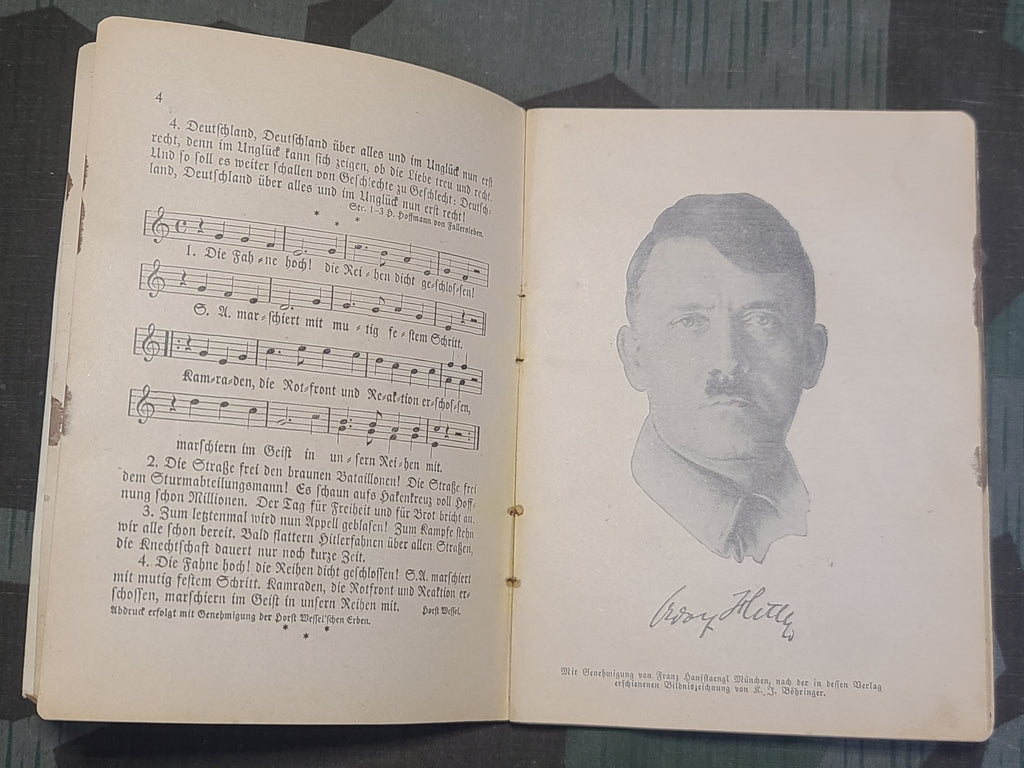 4
4. Deutſchland, Deutſchland über alles und im Unglück nun erſt
recht, denn im Unglück kann ſich zeigen, ob die Liebe treu und recht.
Und ſo ſoll es weiter ſchallen von Geſchlechte zu Geſchlecht: Deutſch-
land, Deutſchland über alles und im Unglück nun erſt recht!
Str. 1–3 H. Hoffmann von Fallersleben.
* * *
1. Die Fah-ne hoch! die Rei-hen dicht ge-ſchloſ-ſen!
S. A. mar-ſchiert mit mu-tig fe-ſtem Schritt.
Kam-ra-den, die Rot-front und Re-ak-tion er-ſchoſ-ſen,
marſchiern im Geiſt in un-ſern Rei-hen mit.
2. Die Straße frei den braunen Bataillonen! Die Straße frei
dem Sturmabteilungsmann! Es ſchaun aufs Hakenkreuz voll Hoff-
nung ſchon Millionen. Der Tag für Freiheit und für Brot bricht an.
3. Zum letztenmal wird nun Appell geblaſen! Zum Kampfe ſtehn
wir alle ſchon bereit. Bald flattern Hitlerfahnen über allen Straßen,
die Knechtſchaft dauert nur noch kurze Zeit.
4. Die Fahne hoch! die Reihen dicht geſchloſſen! S.A. marſchiert
mit mutig feſtem Schritt. Kamraden, die Rotfront und Reaktion er-
ſchoſſen, marſchiern im Geiſt in unſern Reihen mit. Horſt Weſſel.
Abdruck erfolgt mit Genehmigung der Horſt Weſſel'ſchen Erben.
* * *
Adolf Hitler
Mit Genehmigung von Franz Hanfſtaengl München, nach der in deſſen Verlag
erſchienenen Bildniszeichnung von K. J. Böhringer.